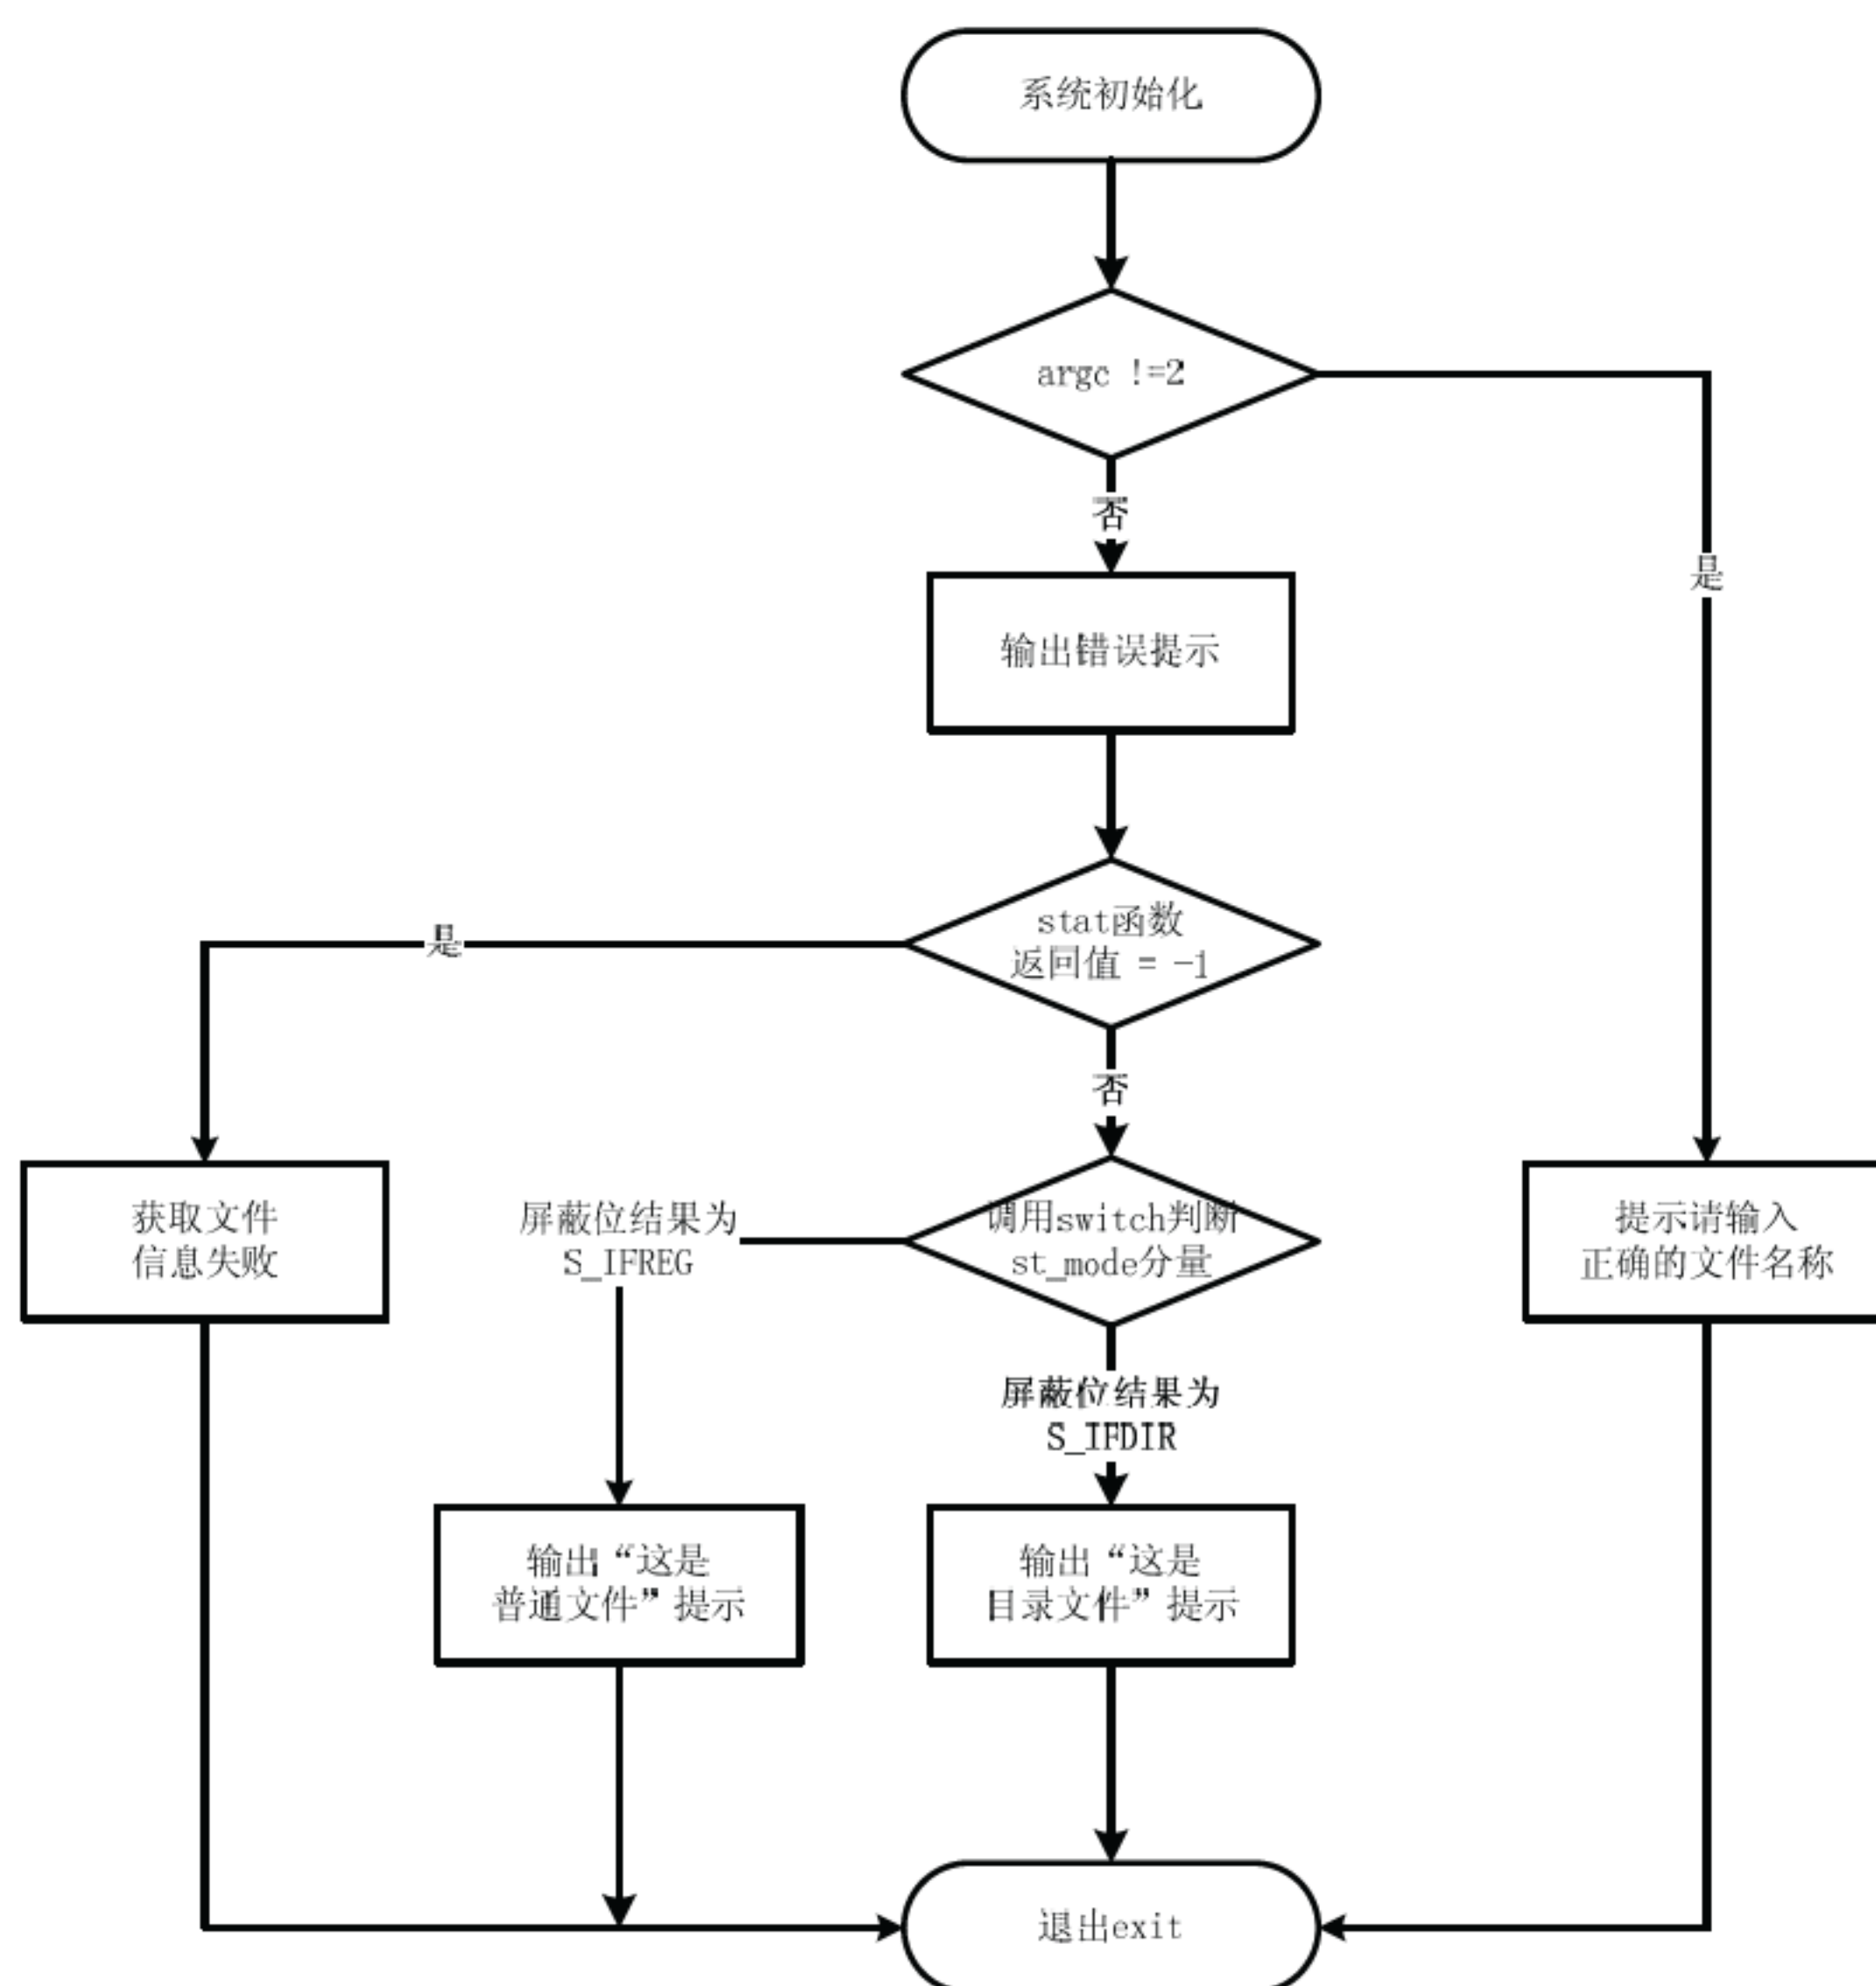 系统初始化
argc !=2
否
是
输出错误提示
stat函数
返回值 = -1
是
否
获取文件
信息失败
屏蔽位结果为
S_IFREG
调用switch判断
st_mode分量
提示请输入
正确的文件名称
屏蔽位结果为
S_IFDIR
输出“这是
普通文件”提示
输出“这是
目录文件”提示
退出exit